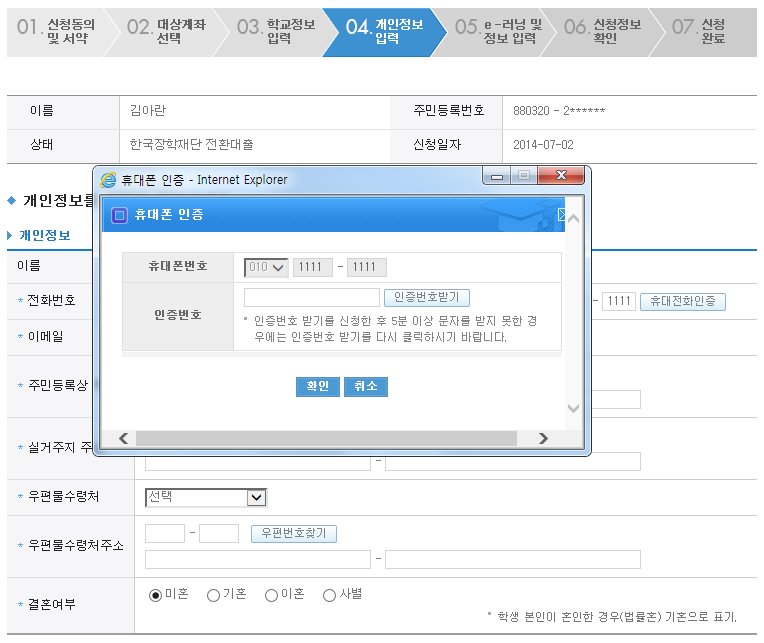 01. 신청동의 및 서약
02. 대상계좌 선택
03. 학교정보 입력
04. 개인정보 입력
05. e-러닝 및 정보 입력
06. 신청정보 확인
07. 신청 완료
이름 김아란 주민등록번호 880320 - 2******
상태 한국장학재단 전환대출 신청일자 2014-07-02
휴대폰 인증 - Internet Explorer
휴대폰 인증
휴대폰번호 010 1111 - 1111
인증번호 인증번호받기
* 인증번호 받기를 신청한 후 5분 이상 문자를 받지 못한 경
우에는 인증번호 받기를 다시 클릭하시기 바랍니다.
확인 취소
개인정보를
개인정보
이름
* 전화번호 - 1111 휴대전화인증
* 이메일
* 주민등록상
* 실거주지 주
-
* 우편물수령처 선택
* 우편물수령처주소 - 우편번호찾기
-
* 결혼여부 미혼 기혼 이혼 사별
* 학생 본인이 혼인한 경우(법률혼) 기혼으로 표기.